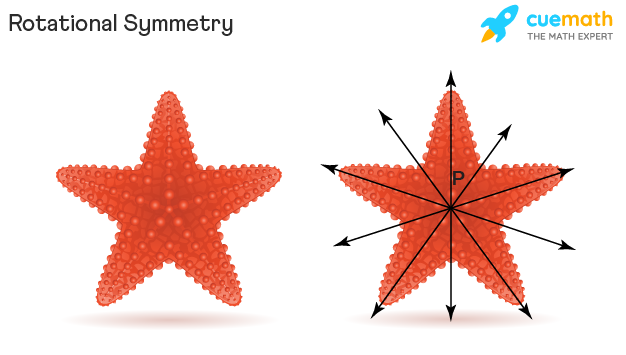 Rotational Symmetry
cuemath
THE MATH EXPERT
P